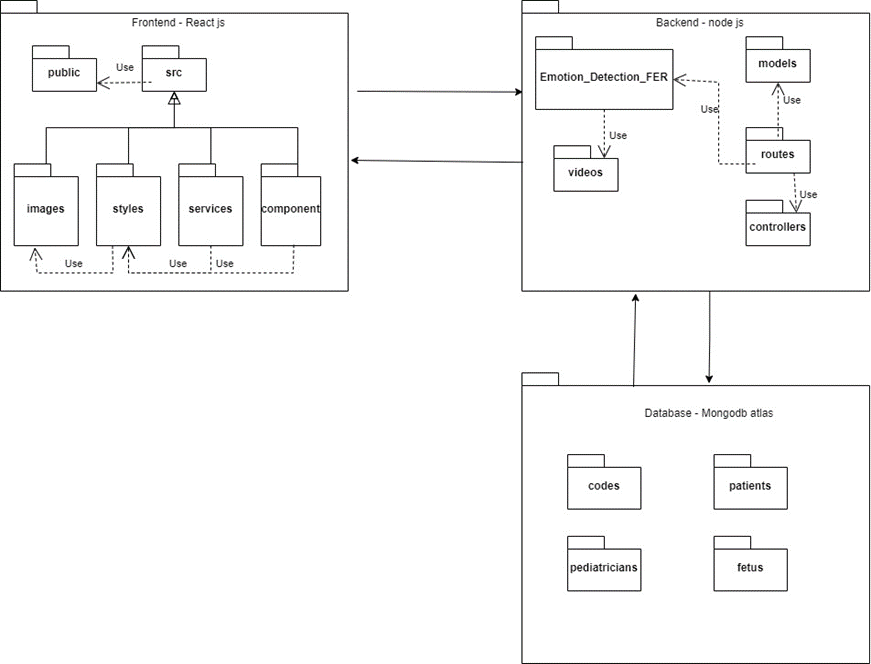 Frontend - React js
public
Use
src
images
styles
services
component
Use
Use
Use
Backend - node js
Emotion_Detection_FER
models
Use
Use
Use
videos
routes
Use
controllers
Database - Mongodb atlas
codes
patients
pediatricians
fetus